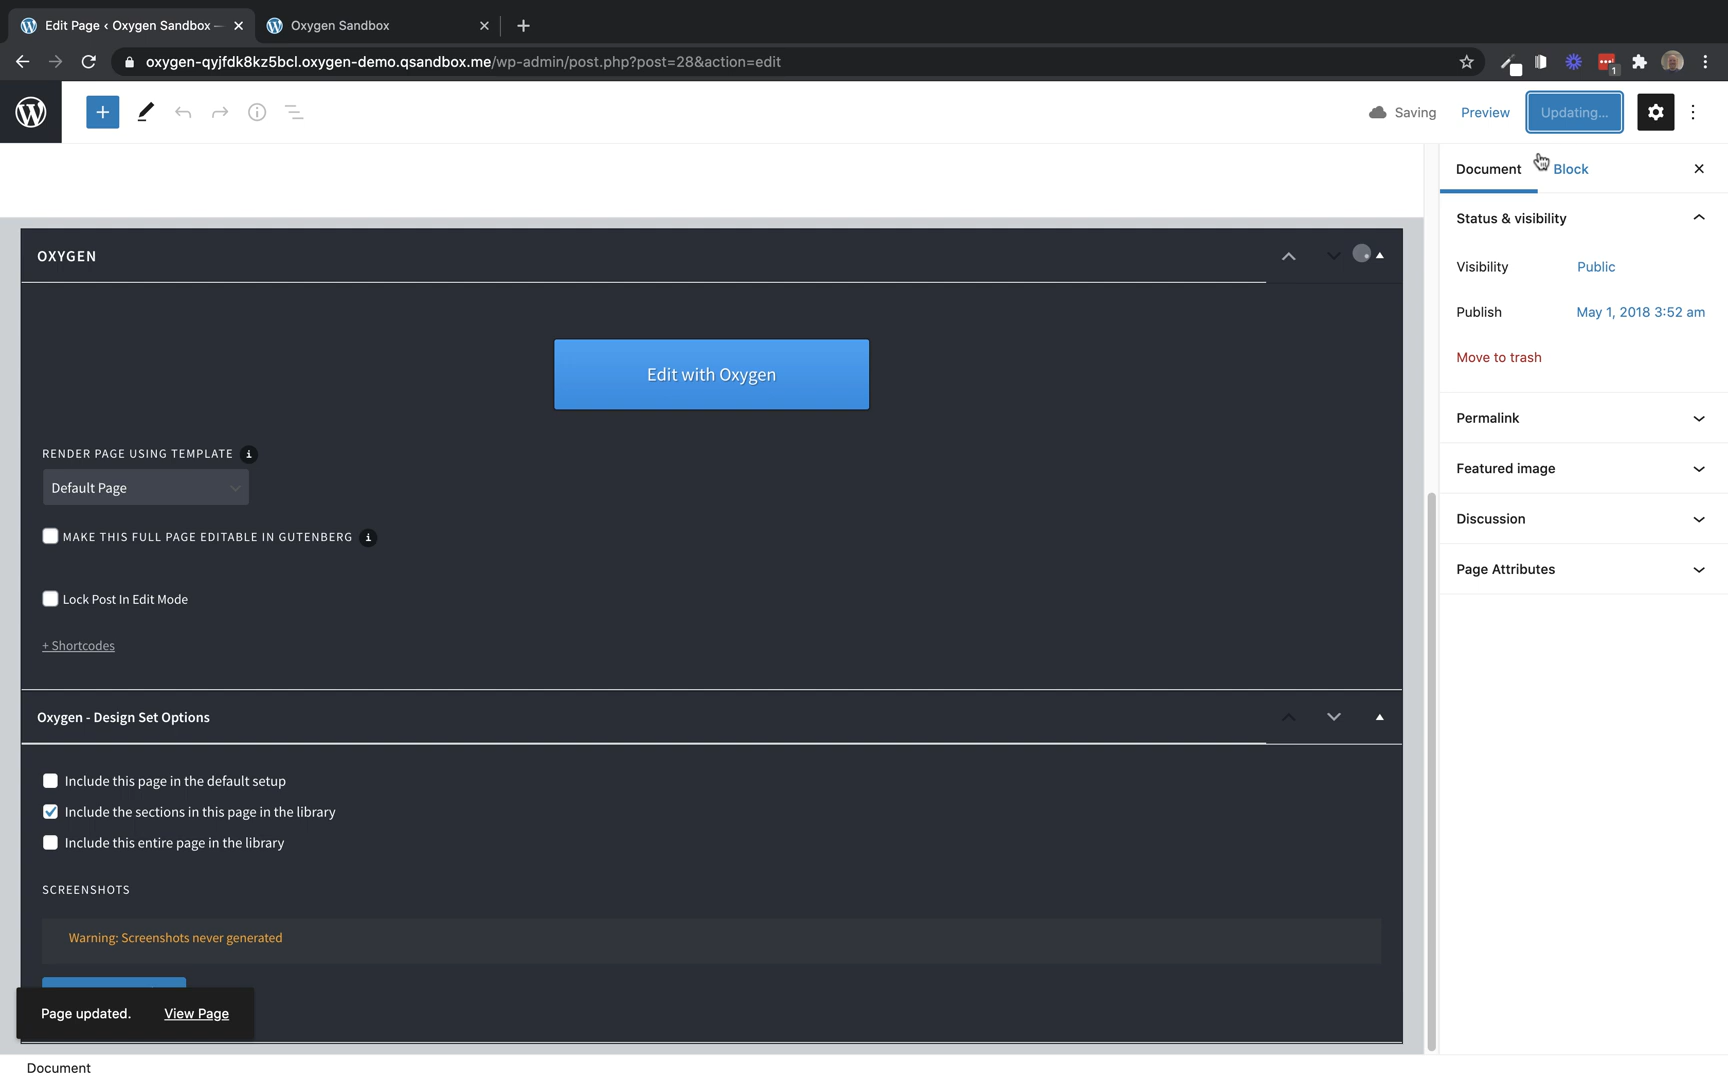 Edit Page ‹ Oxygen Sandbox —
Oxygen Sandbox
oxygen-qyjfdk8kz5bcl.oxygen-demo.qsandbox.me/wp-admin/post.php?post=28&action=edit
1
Saving
Preview
Updating...
Document
Block
Status & visibility
Visibility
Public
Publish
May 1, 2018 3:52 am
Move to trash
Permalink
Featured image
Discussion
Page Attributes
OXYGEN
Edit with Oxygen
RENDER PAGE USING TEMPLATE i
Default Page
MAKE THIS FULL PAGE EDITABLE IN GUTENBERG i
Lock Post In Edit Mode
+ Shortcodes
Oxygen - Design Set Options
Include this page in the default setup
Include the sections in this page in the library
Include this entire page in the library
SCREENSHOTS
Warning: Screenshots never generated
Page updated.
View Page
Document